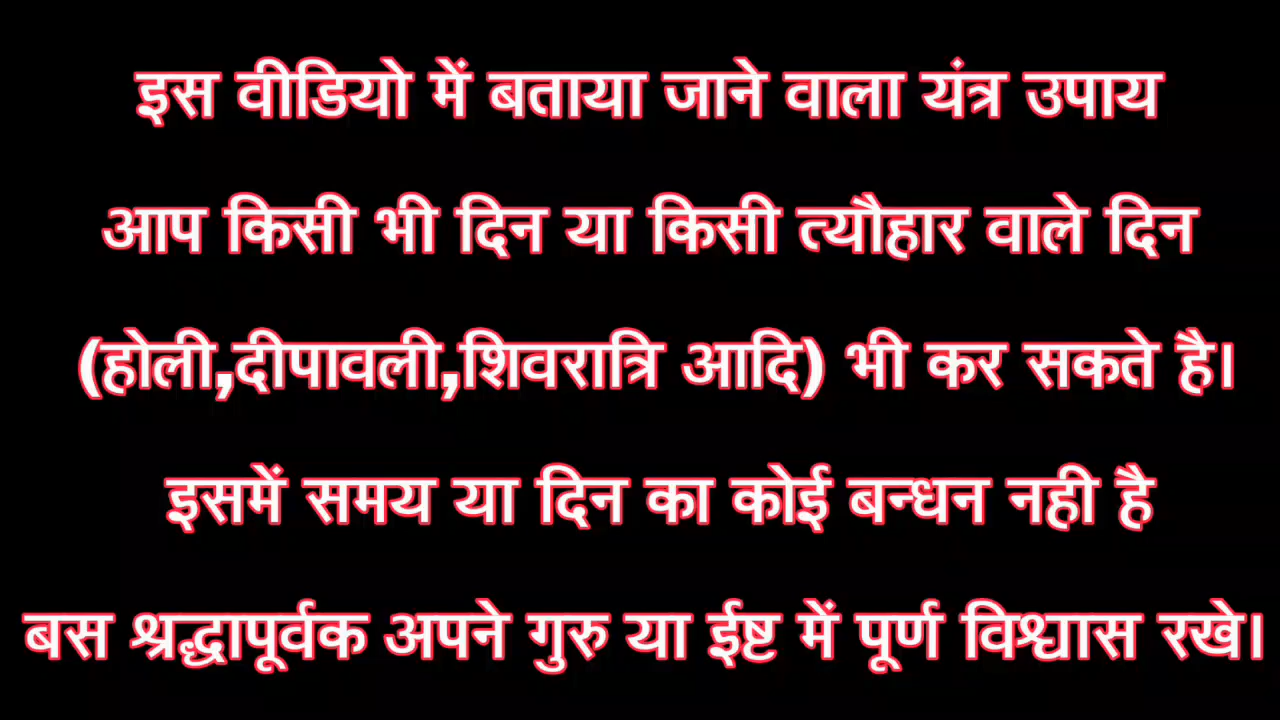 इस वीडियो में बताया जाने वाला यंत्र उपाय
आप किसी भी दिन या किसी त्यौहार वाले दिन
(होली,दीपावली,शिवरात्रि आदि) भी कर सकते है।
इसमें समय या दिन का कोई बन्धन नही है
बस श्रद्धापूर्वक अपने गुरु या ईष्ट में पूर्ण विश्वास रखे।